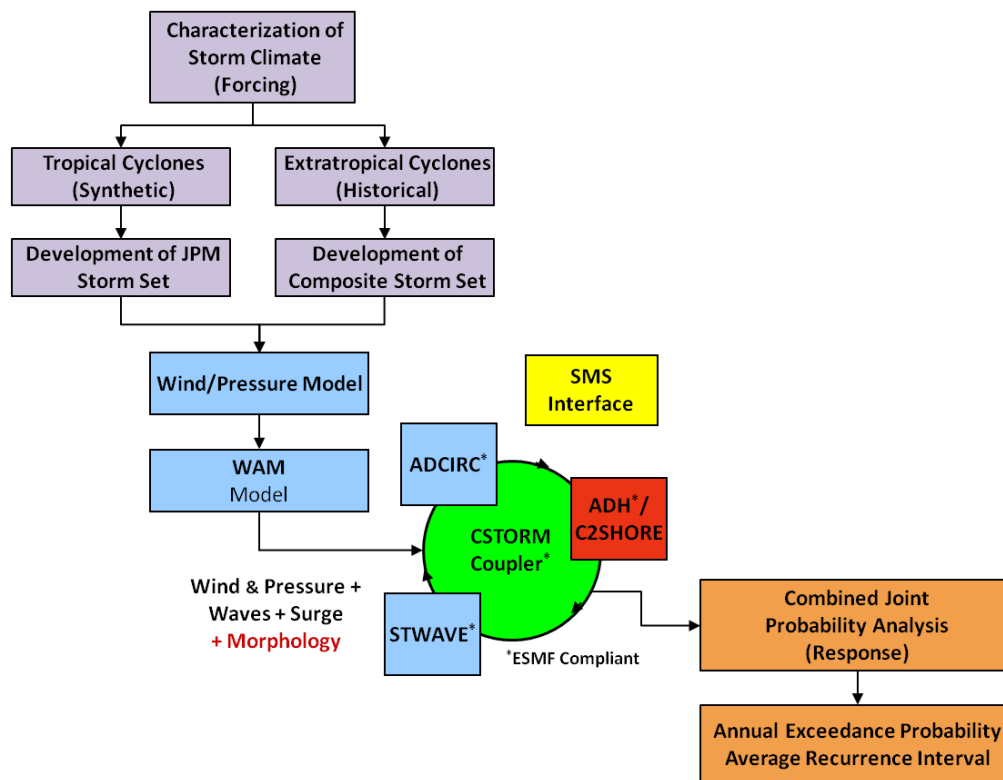 Characterization of
Storm Climate
(Forcing)
Tropical Cyclones
(Synthetic)
Extratropical Cyclones
(Historical)
Development of JPM
Storm Set
Development of
Composite Storm Set
Wind/Pressure Model
SMS
Interface
WAM
Model
ADCIRC*
ADH*/
C2SHORE
CSTORM
Coupler*
Wind & Pressure +
Waves + Surge
+ Morphology
STWAVE*
*ESMF Compliant
Combined Joint
Probability Analysis
(Response)
Annual Exceedance Probability
Average Recurrence Interval